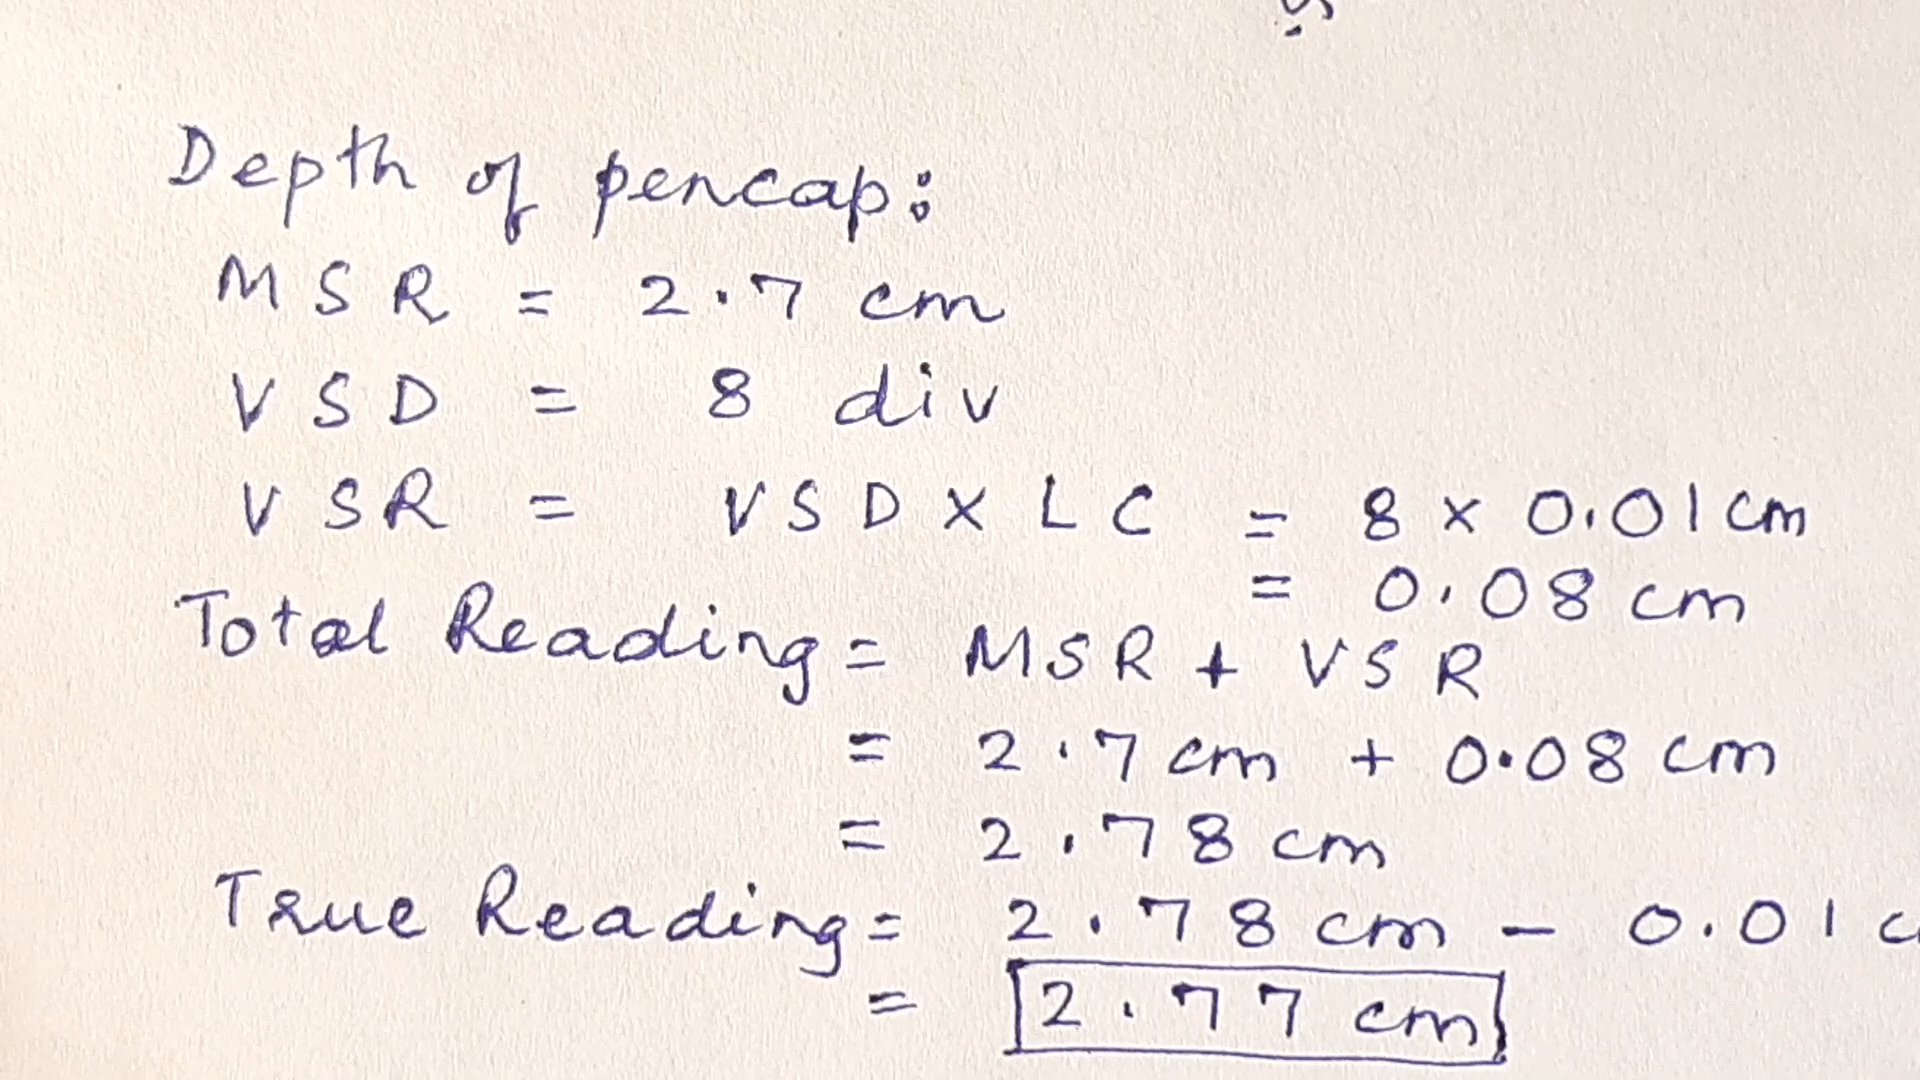 Depth of pencap:
MSR = 2.7 cm
VSD = 8 div
VSR = VSD X LC = 8 x 0.01 cm
= 0.08 cm
Total Reading = MSR + VSR
= 2.7 cm + 0.08 cm
= 2.78 cm
True Reading = 2.78 cm - 0.01 c
= 2.77 cm